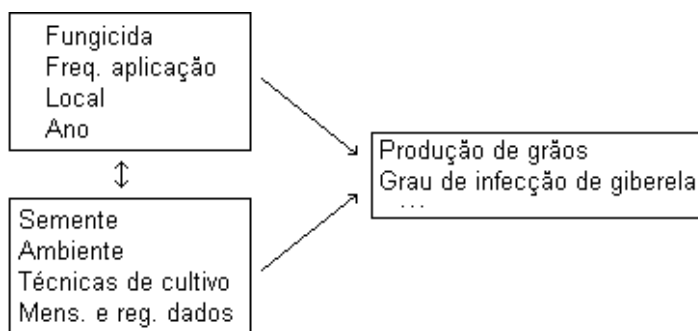 Fungicida
Freq. aplicação
Local
Ano
Produção de grãos
Grau de infecção de giberela
...
Semente
Ambiente
Técnicas de cultivo
Mens. e reg. dados